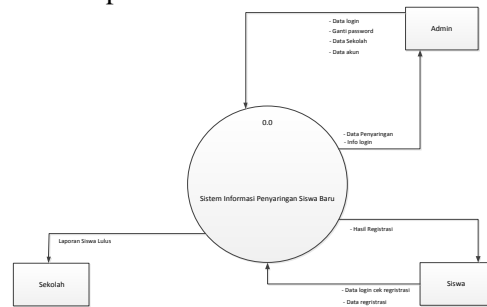 - Data login
- Ganti password
- Data Sekolah
- Data akun
Admin
0.0
- Data Penyaringan
- Info login
Sistem Informasi Penyaringan Siswa Baru
- Hasil Registrasi
Laporan Siswa Lulus
Sekolah
- Data login cek regristrasi
- Data regristrasi
Siswa